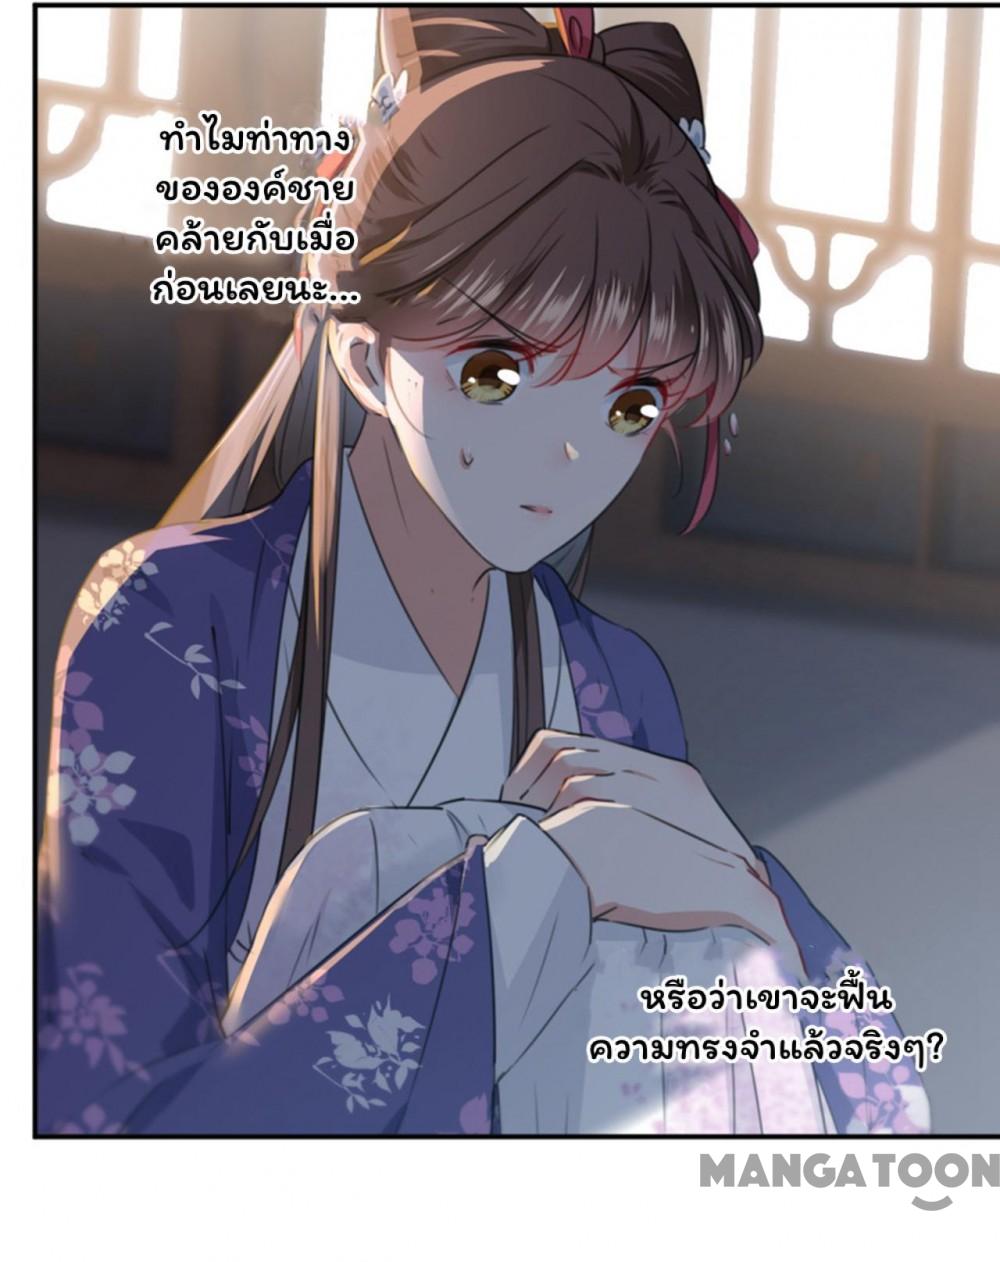 ทำไมท่าทาง
ขององค์ชาย
คล้ายกับเมื่อ
ก่อนเลยนะ...
หรือว่าเขาจะฟื้น
ความทรงจำแล้วจริงๆ?
MANGATOON